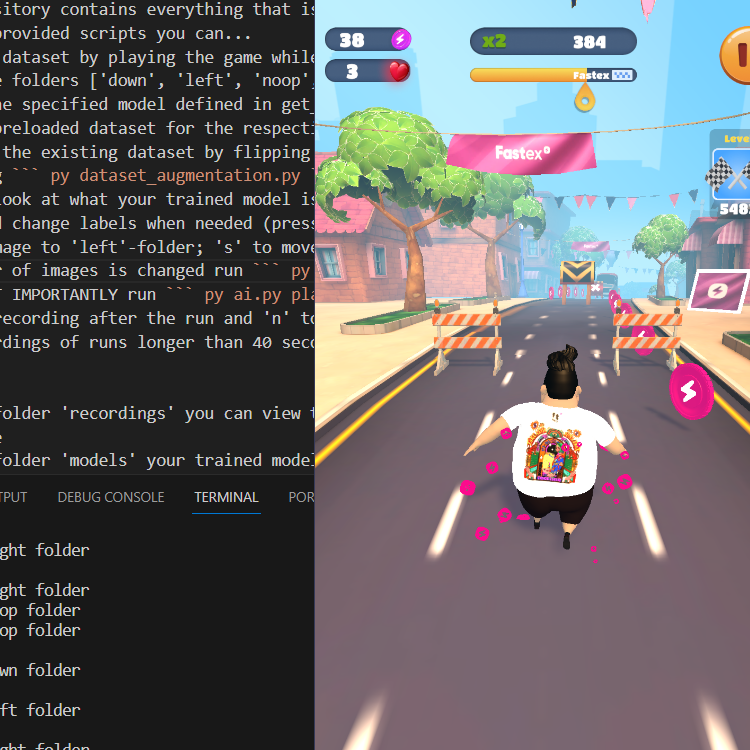 sitory contains everything that is
provided scripts you can...
dataset by playing the game while
e folders ['down', 'left', 'noop',
he specified model defined in get_
preloaded dataset for the respecti
the existing dataset by flipping
g ``` py dataset_augmentation.py `
look at what your trained model is
d change labels when needed (press
mage to 'left'-folder; 's' to move
r of images is changed run ``` py
T IMPORTANTLY run ``` py ai.py pla
recording after the run and 'n' to
rdings of runs longer than 40 seco
folder 'recordings' you can view t
e
folder 'models' your trained model
TPUT DEBUG CONSOLE TERMINAL POR
ght folder
ght folder
op folder
op folder
wn folder
ft folder
ght folder
38
x2 384
3
Fastex
Fastex
Leve
548